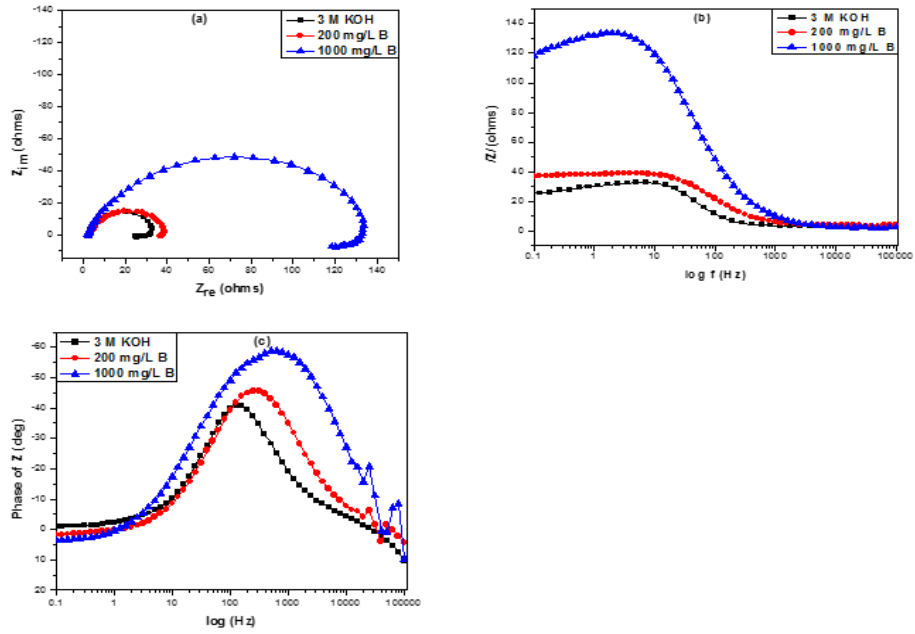 (a)
3 M KOH
200 mg/L B
1000 mg/L B
-140
-120
-100
-80
-60
-40
-20
0
0 20 40 60 80 100 120 140
Z im (ohms)
Z re (ohms)
(b)
3 M KOH
200 mg/L B
1000 mg/L B
140
120
100
80
60
40
20
0
0.1 1 10 100 1000 10000 100000
/Z/ (ohms)
log f (Hz)
(c)
3 M KOH
200 mg/L B
1000 mg/L B
-60
-50
-40
-30
-20
-10
0
10
20
0.1 1 10 100 1000 10000 100000
Phase of Z (deg)
log (Hz)